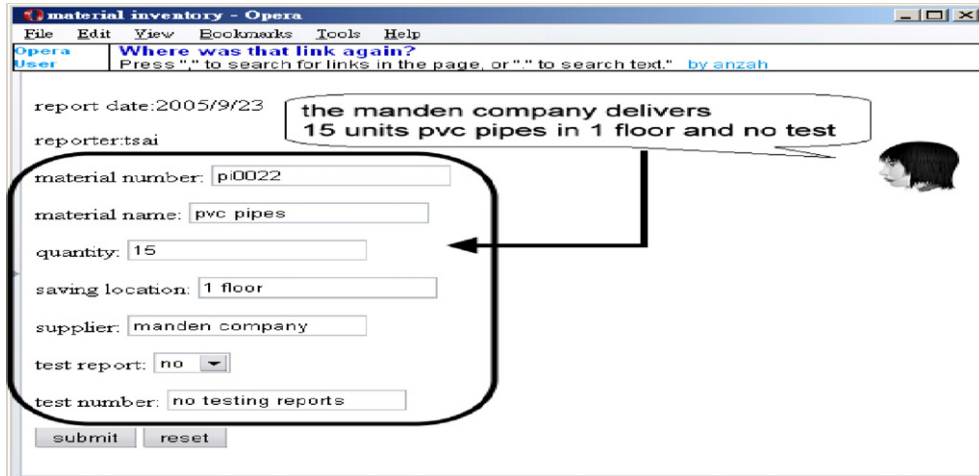 material inventory - Opera
File Edit View Bookmarks Tools Help
Opera User
Where was that link again?
Press "," to search for links in the page, or "." to search text." by anzah
report date:2005/9/23
the manden company delivers
15 units pvc pipes in 1 floor and no test
reporter:tsai
material number: pi0022
material name: pvc pipes
quantity: 15
saving location: 1 floor
supplier: manden company
test report: no
test number: no testing reports
submit reset